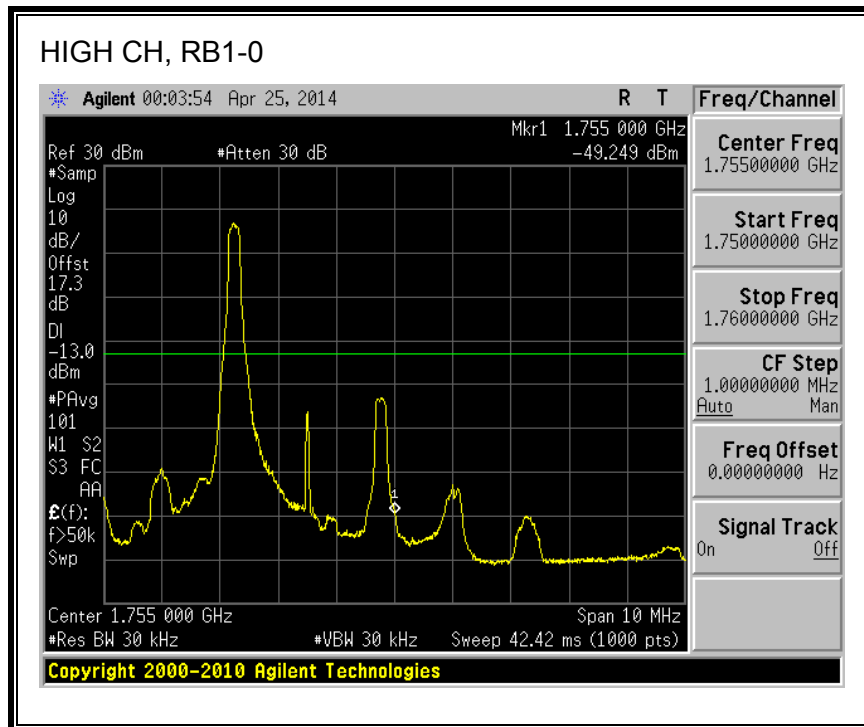 HIGH CH, RB1-0
Agilent 00:03:54 Apr 25, 2014 R T
Mkr1 1.755 000 GHz
Ref 30 dBm #Atten 30 dB -49.249 dBm
#Samp
Log
10
dB/
Offst
17.3
dB
DI
-13.0
dBm
#PAvg
101
W1 S2
S3 FC
AA
£(f):
f>50k
Swp
1
Center 1.755 000 GHz Span 10 MHz
#Res BW 30 kHz #VBW 30 kHz Sweep 42.42 ms (1000 pts)
Copyright 2000-2010 Agilent Technologies
Freq/Channel
Center Freq
1.75500000 GHz
Start Freq
1.75000000 GHz
Stop Freq
1.76000000 GHz
CF Step
1.00000000 MHz
Auto Man
Freq Offset
0.00000000 Hz
Signal Track
On Off